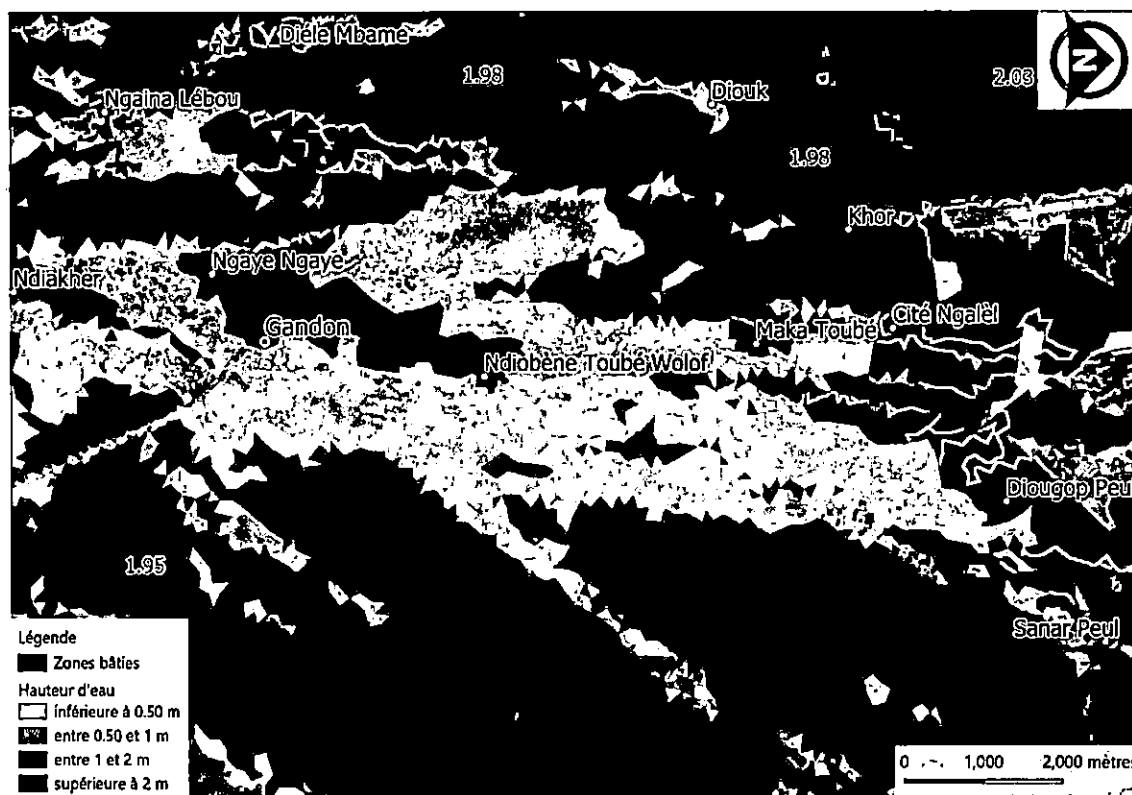 Diele Mbame
1.98
2.03
Ngaina Lébou
Diouk
1.98
Khor
Ngaye Ngaye
Ndiakher
Gandon
Maka Toubé
Cité Ngalèl
Ndiobène Toubé Wolof
Diougop Peul
1.95
Sanar Peul
N
Légende
Zones bâties
Hauteur d'eau
inférieure à 0.50 m
entre 0.50 et 1 m
entre 1 et 2 m
supérieure à 2 m
0 1,000 2,000 mètres